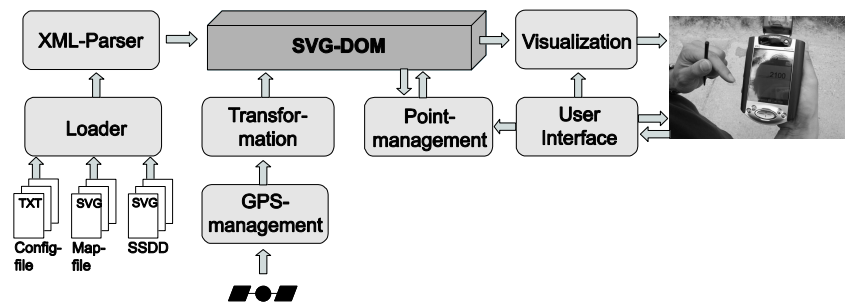 XML-Parser
SVG-DOM
Visualization
Loader
Transfor-
mation
Point-
management
User
Interface
TXT
SVG
SVG
Config-
file
Map-
file
SSDD
GPS-
management
2100